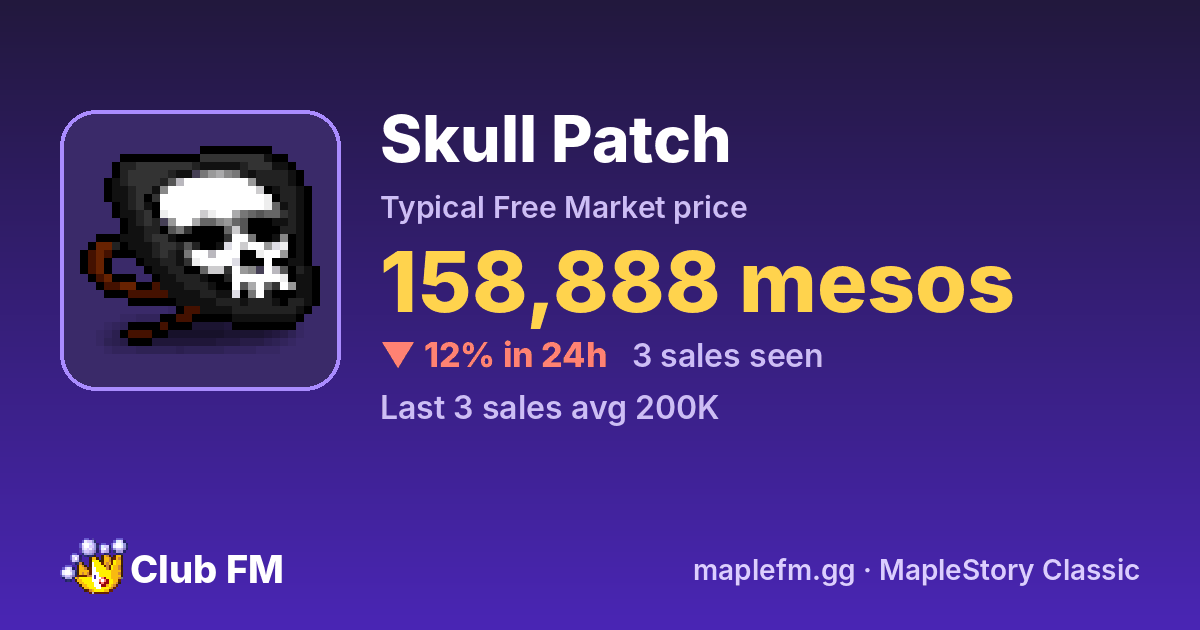 Skull Patch
Typical Free Market price
158,888 mesos
▼ 12% in 24h 3 sales seen
Last 3 sales avg 200K
Club FM
maplefm.gg · MapleStory Classic